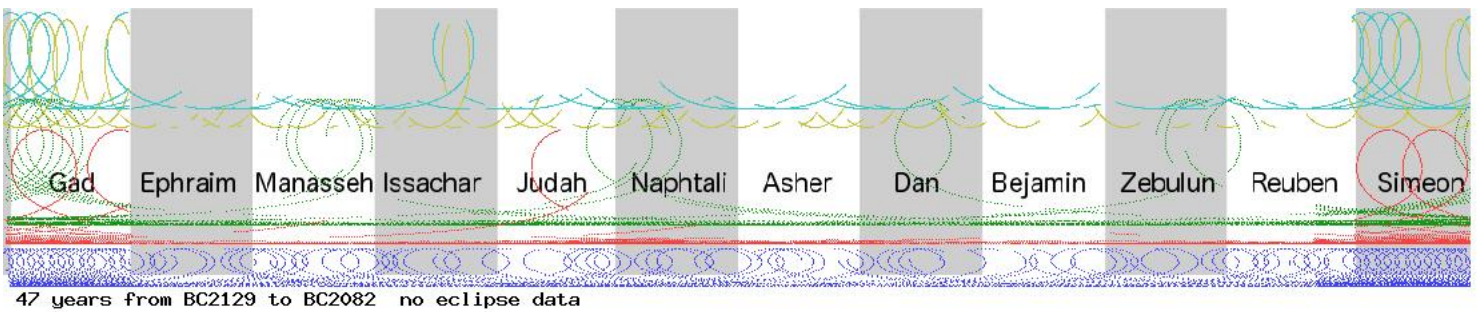 Gad Ephraim Manasseh Issachar Judah Naphtali Asher Dan Bejamin Zebulun Reuben Simeon
47 years from BC2129 to BC2082 no eclipse data